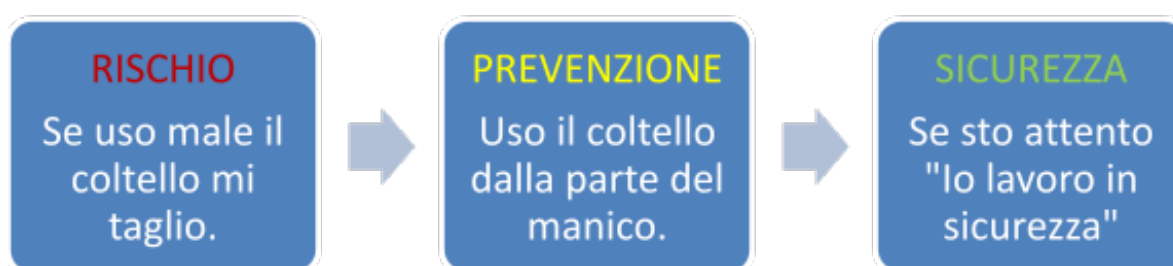 RISCHIO
Se uso male il
coltello mi
taglio.
PREVENZIONE
Uso il coltello
dalla parte del
manico.
SICUREZZA
Se sto attento
"Io lavoro in
sicurezza"